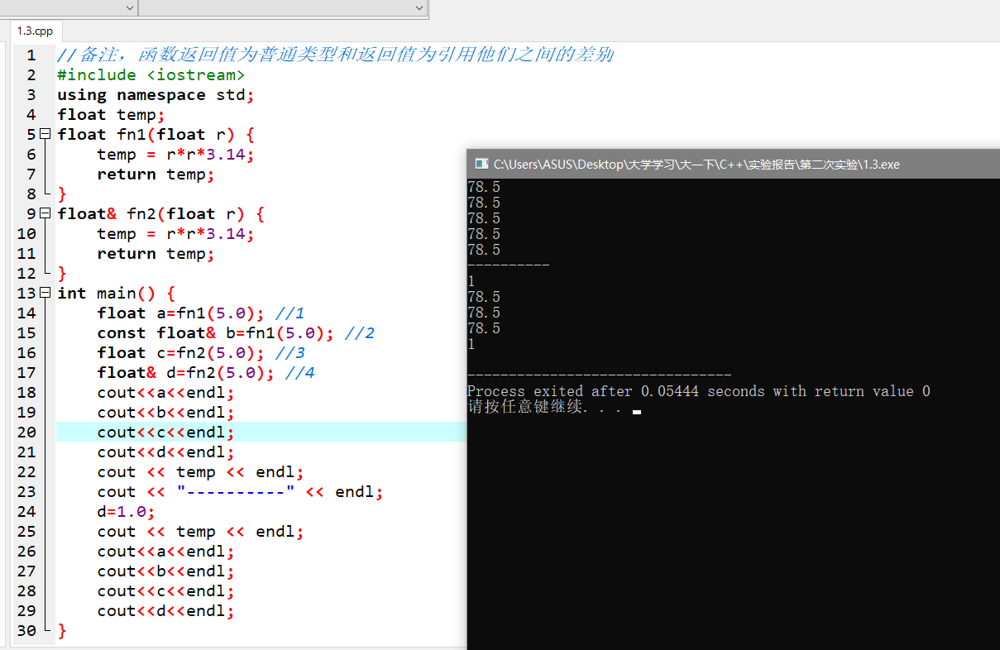 1.3.cpp
1 //备注，函数返回值为普通类型和返回值为引用他们之间的差别
2 #include <iostream>
3 using namespace std;
4 float temp;
5 float fn1(float r) {
6 temp = r*r*3.14;
7 return temp;
8 }
9 float& fn2(float r) {
10 temp = r*r*3.14;
11 return temp;
12 }
13 int main() {
14 float a=fn1(5.0); //1
15 const float& b=fn1(5.0); //2
16 float c=fn2(5.0); //3
17 float& d=fn2(5.0); //4
18 cout<<a<<endl;
19 cout<<b<<endl;
20 cout<<c<<endl;
21 cout<<d<<endl;
22 cout << temp << endl;
23 cout << "----------" << endl;
24 d=1.0;
25 cout << temp << endl;
26 cout<<a<<endl;
27 cout<<b<<endl;
28 cout<<c<<endl;
29 cout<<d<<endl;
30 }
C:\Users\ASUS\Desktop\大学学习\大一下\C++\实验报告\第二次实验\1.3.exe
78.5
78.5
78.5
78.5
78.5
----------
1
78.5
78.5
78.5
1
--------------------------------
Process exited after 0.05444 seconds with return value 0
请按任意键继续. . .